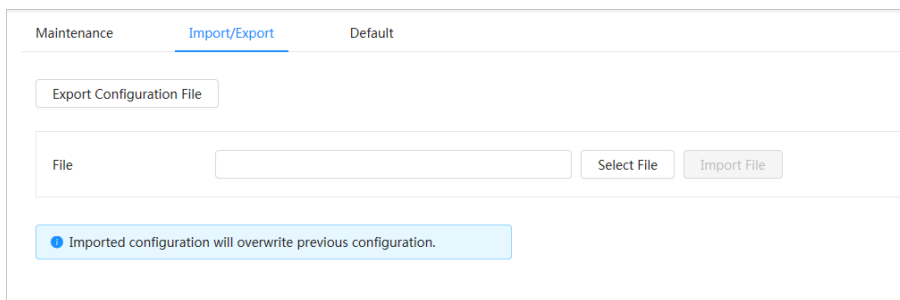 Maintenance Import/Export Default
Export Configuration File
File Select File Import File
Imported configuration will overwrite previous configuration.